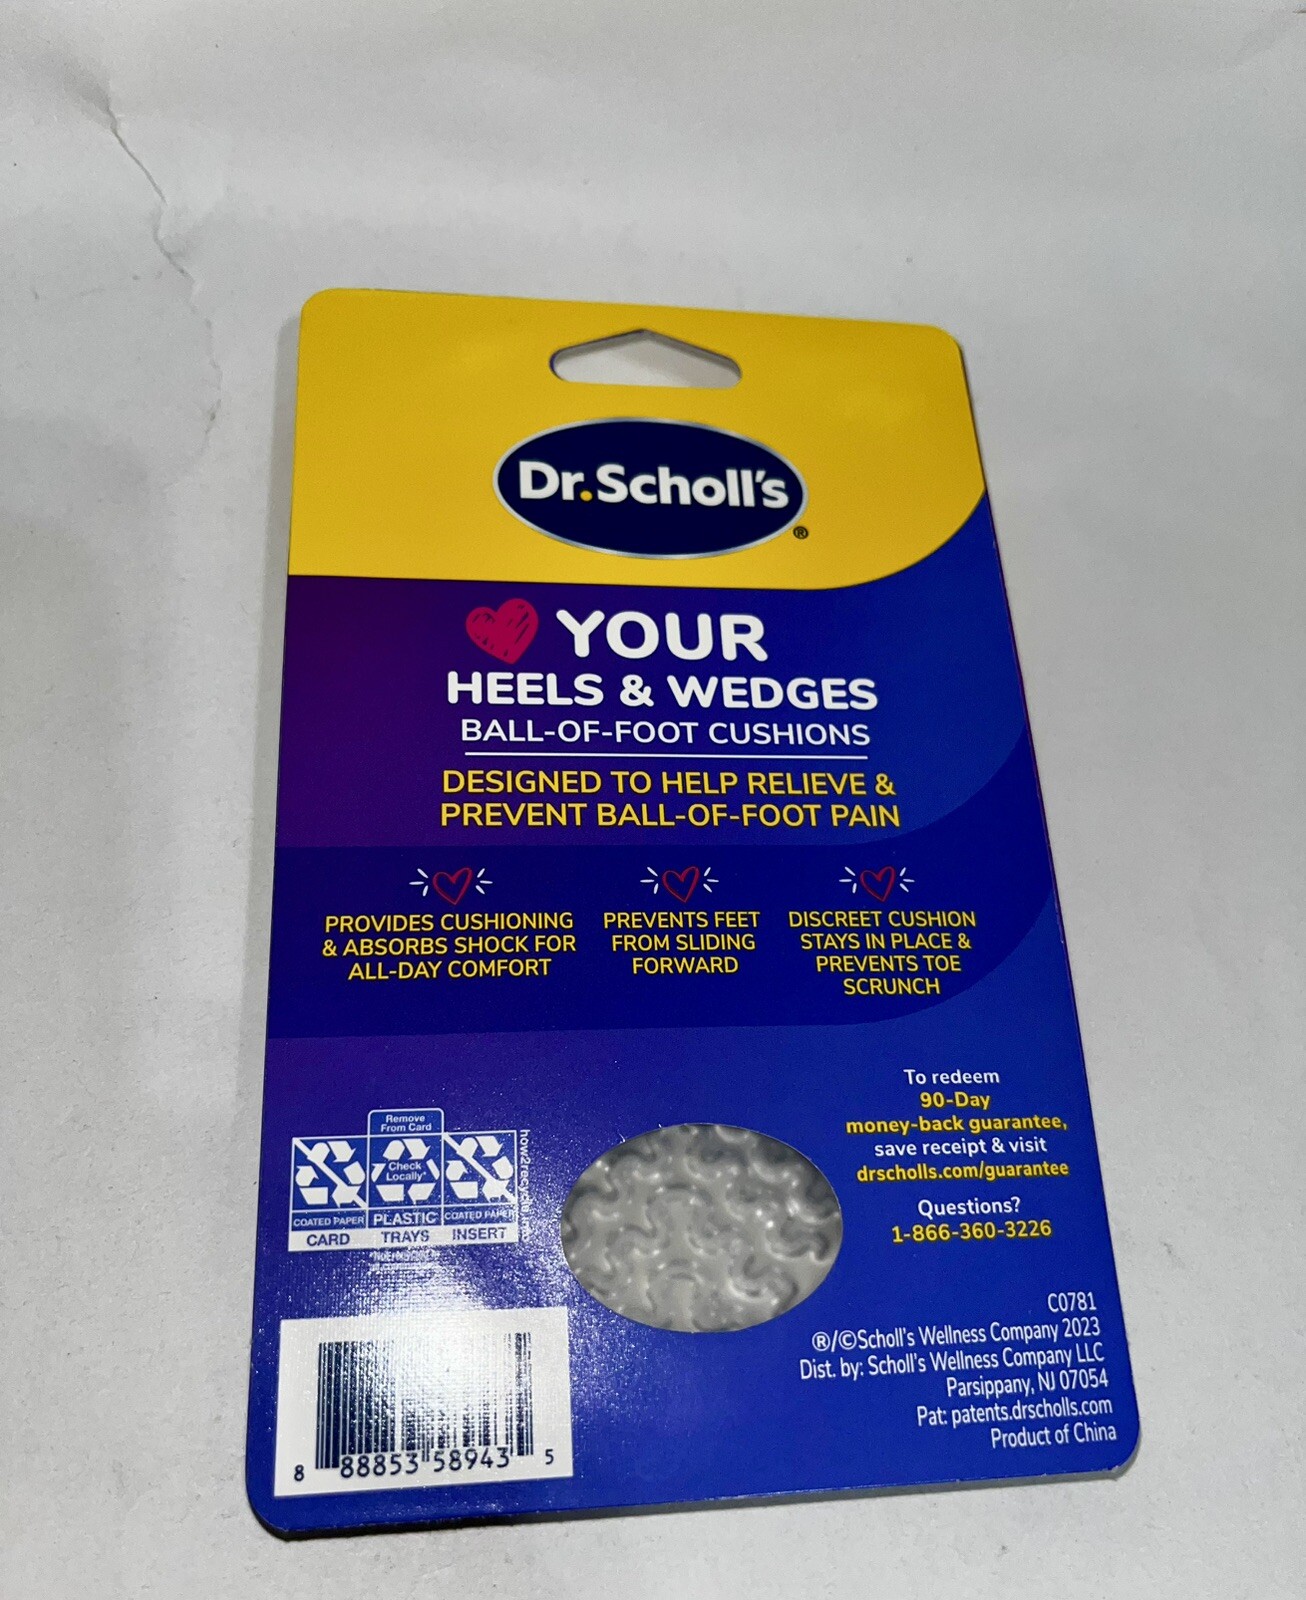 Dr.Scholl's
®
YOUR
HEELS & WEDGES
BALL-OF-FOOT CUSHIONS
DESIGNED TO HELP RELIEVE &
PREVENT BALL-OF-FOOT PAIN
PROVIDES CUSHIONING
& ABSORBS SHOCK FOR
ALL-DAY COMFORT
PREVENTS FEET
FROM SLIDING
FORWARD
DISCREET CUSHION
STAYS IN PLACE &
PREVENTS TOE
SCRUNCH
To redeem
90-Day
money-back guarantee,
save receipt & visit
drscholls.com/guarantee
Questions?
1-866-360-3226
Remove
From Card
Check
Locally*
COATED PAPER
CARD
PLASTIC
TRAYS
COATED PAPER
INSERT
8 88853 58943 5
C0781
®/©Scholl's Wellness Company 2023
Dist. by: Scholl's Wellness Company LLC
Parsippany, NJ 07054
Pat: patents.drscholls.com
Product of China